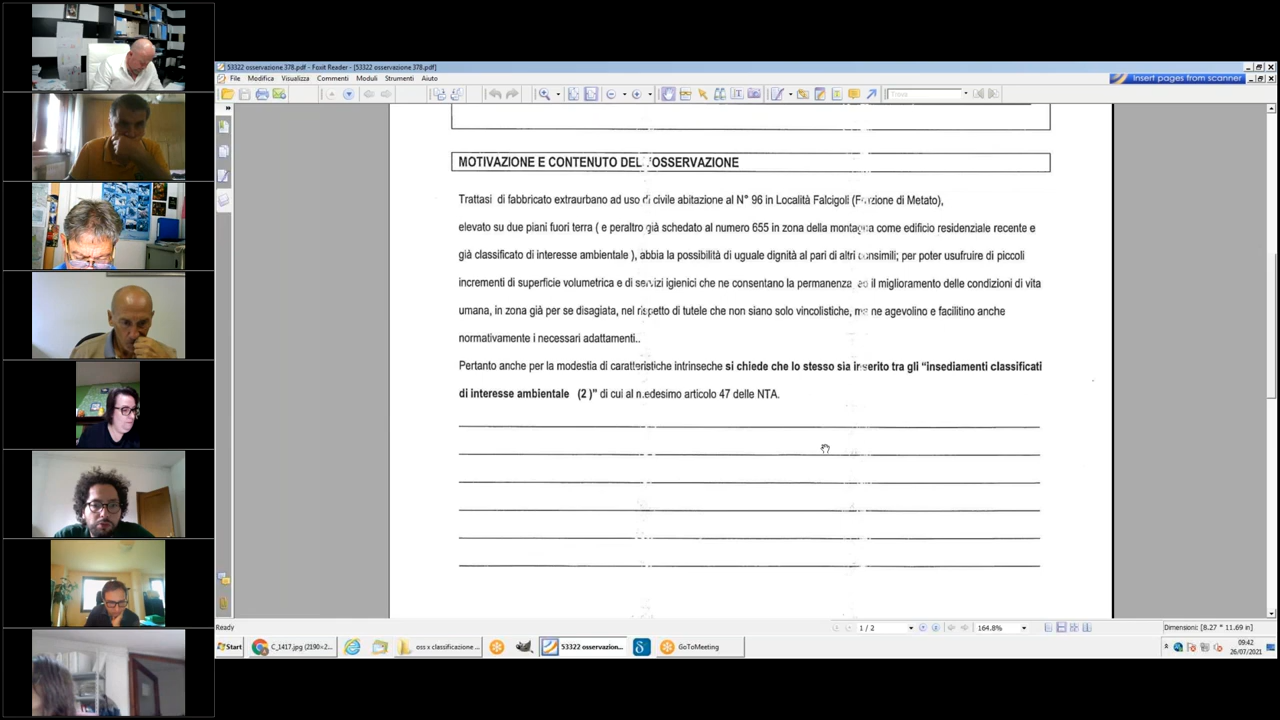 53322 osservazione 378.pdf - Foxit Reader - [53322 osservazione 378.pdf]
File Modifica Visualizza Commenti Moduli Strumenti Aiuto
Insert pages from scanner
Trova
MOTIVAZIONE E CONTENUTO DELL'OSSERVAZIONE
Trattasi di fabbricato extraurbano ad uso di civile abitazione al N° 96 in Località Falcigoli (Frazione di Metato),
elevato su due piani fuori terra ( e peraltro già schedato al numero 655 in zona della montagna come edificio residenziale recente e
già classificato di interesse ambientale ), abbia la possibilità di uguale dignità al pari di altri consimili; per poter usufruire di piccoli
incrementi di superficie volumetrica e di servizi igienici che ne consentano la permanenza ed il miglioramento delle condizioni di vita
umana, in zona già per se disagiata, nel rispetto di tutele che non siano solo vincolistiche, ma ne agevolino e facilitino anche
normativamente i necessari adattamenti..
Pertanto anche per la modestia di caratteristiche intrinseche si chiede che lo stesso sia inserito tra gli "insediamenti classificati
di interesse ambientale (2 )" di cui al medesimo articolo 47 delle NTA.
Ready
1 / 2
164.8%
Dimensioni: [8.27 * 11.69 in]
Start
C_1417.jpg (2190×2...
oss x classificazione ...
53322 osservazion...
GoToMeeting
09:42
26/07/2021